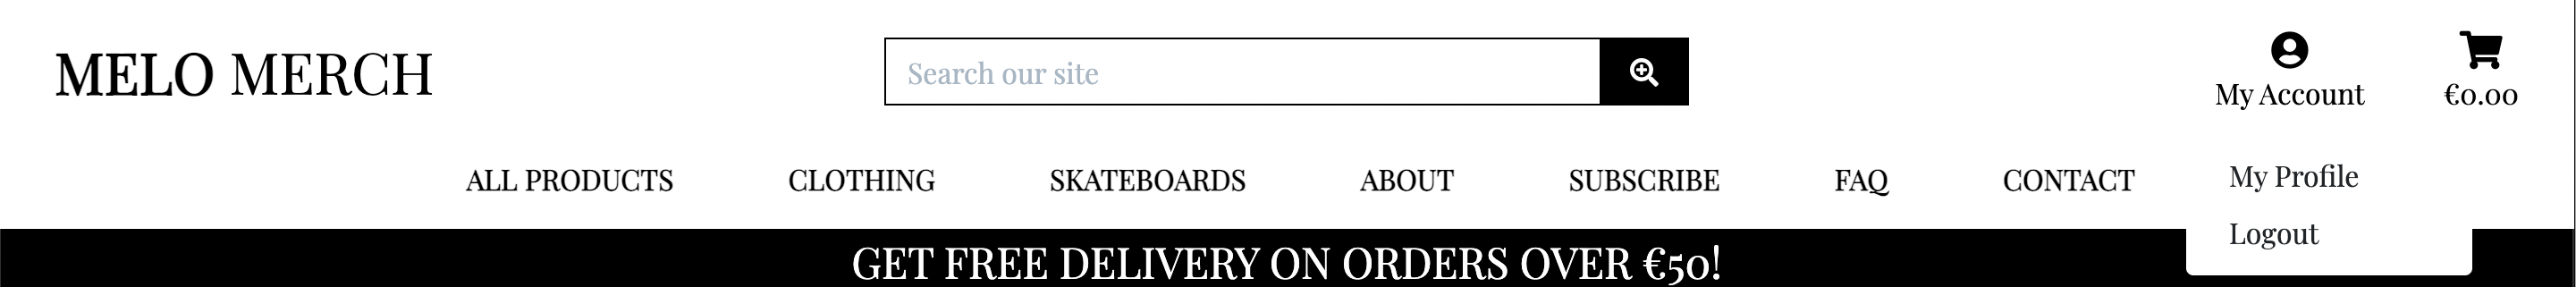 MELO MERCH
Search our site
My Account
€0.00
ALL PRODUCTS
CLOTHING
SKATEBOARDS
ABOUT
SUBSCRIBE
FAQ
CONTACT
My Profile
Logout
GET FREE DELIVERY ON ORDERS OVER €50!